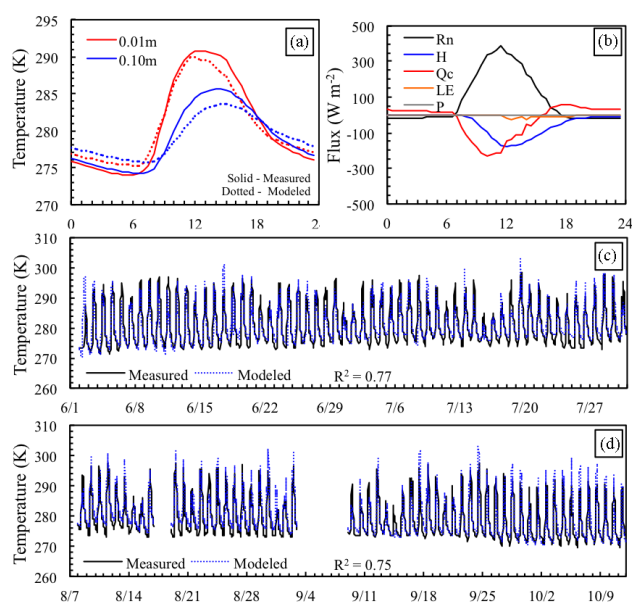 (a)
0.01m
0.10m
Temperature (K)
295
290
285
280
275
270
Solid - Measured
Dotted - Modeled
0 6 12 18 24
(b)
Rn
H
Qc
LE
P
Flux (W m-2)
500
300
100
-100
-300
-500
0 6 12 18 24
(c)
Temperature (K)
310
300
290
280
270
260
Measured Modeled R2 = 0.77
6/1 6/8 6/15 6/22 6/29 7/6 7/13 7/20 7/27
(d)
Temperature (K)
310
300
290
280
270
260
Measured Modeled R2 = 0.75
8/7 8/14 8/21 8/28 9/4 9/11 9/18 9/25 10/2 10/9